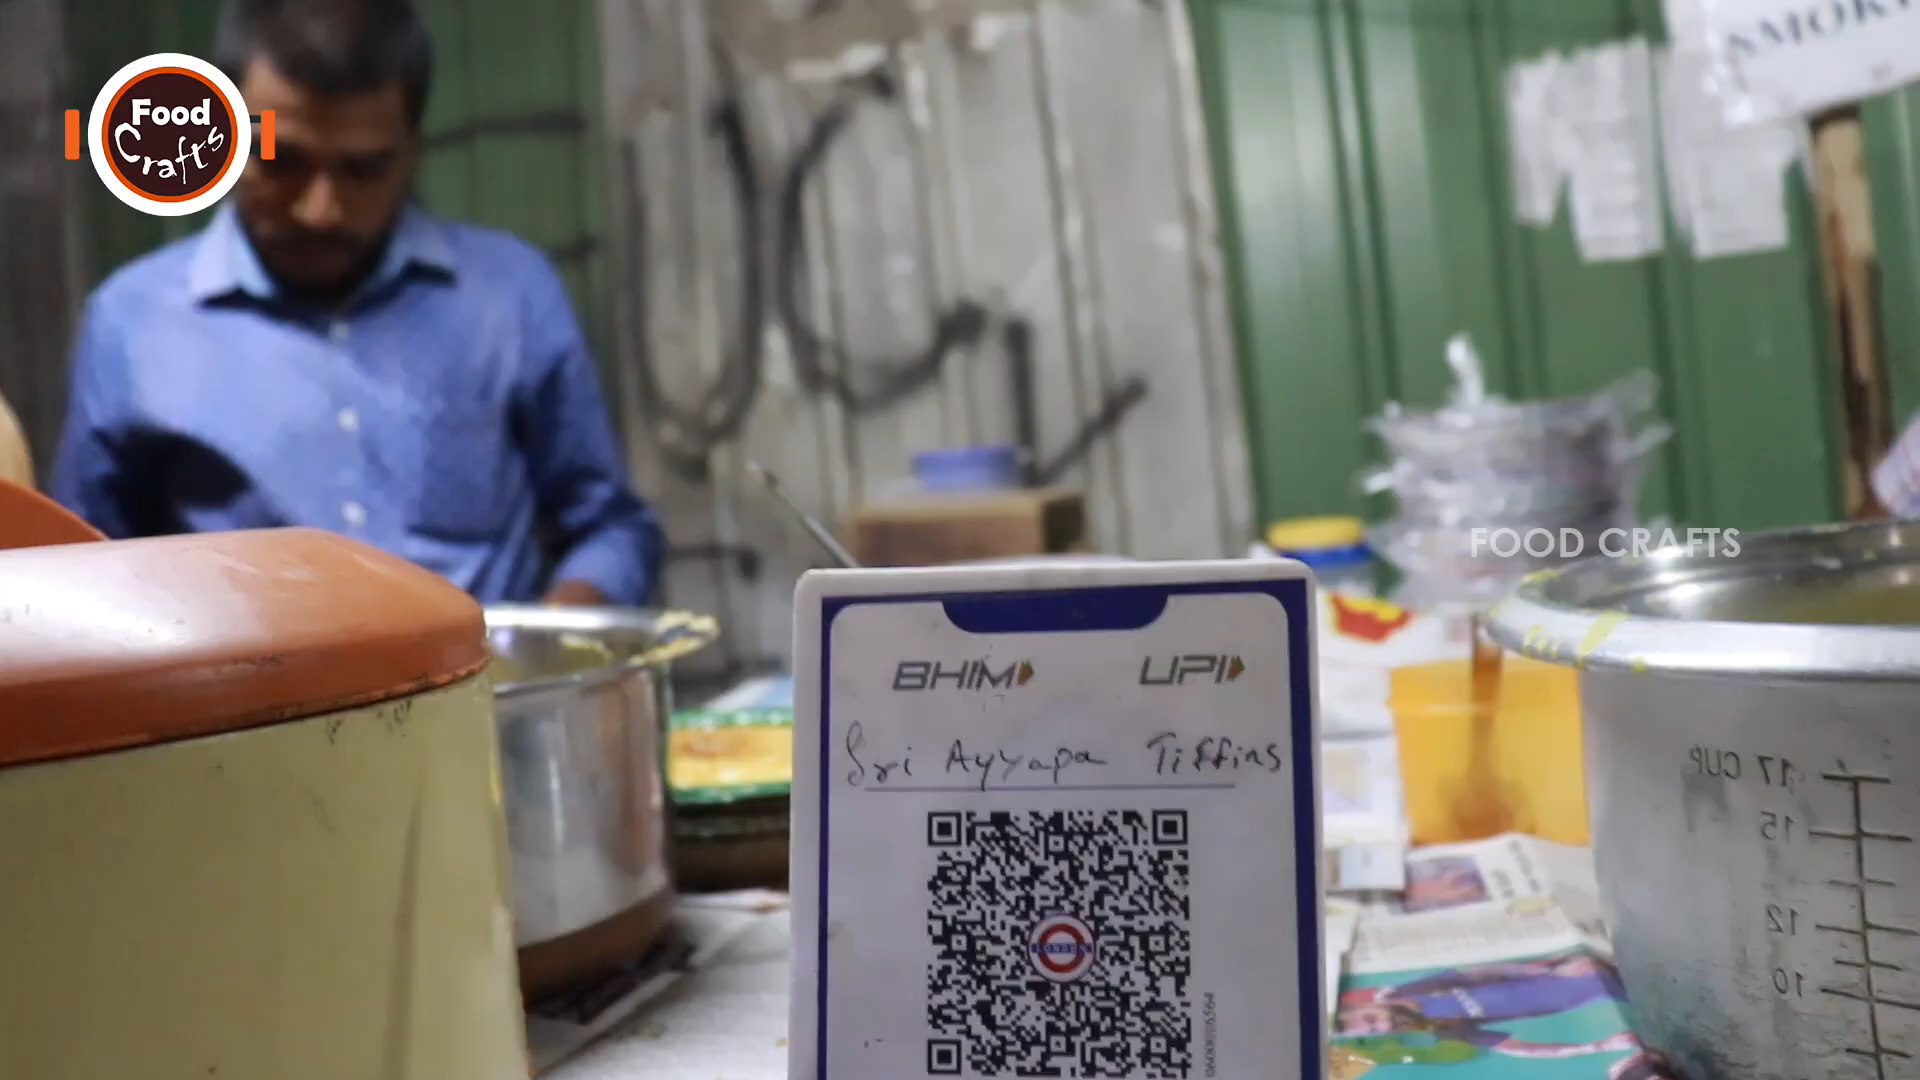 Food
Crafts
FOOD CRAFTS
BHIM UPI
Sri Ayyapa Tiffins
17 CUP
15
12
10